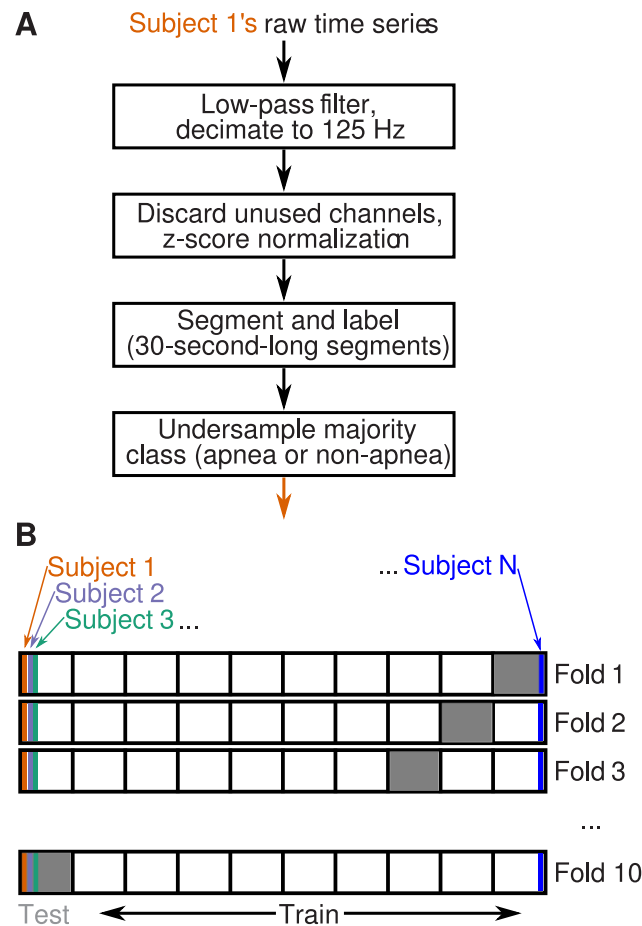 A
Subject 1's raw time series
Low-pass filter,
decimate to 125 Hz
Discard unused channels,
z-score normalization
Segment and label
(30-second-long segments)
Undersample majority
class (apnea or non-apnea)
B
Subject 1
... Subject N
Subject 2
Subject 3 ...
Fold 1
Fold 2
Fold 3
...
Fold 10
Test
Train